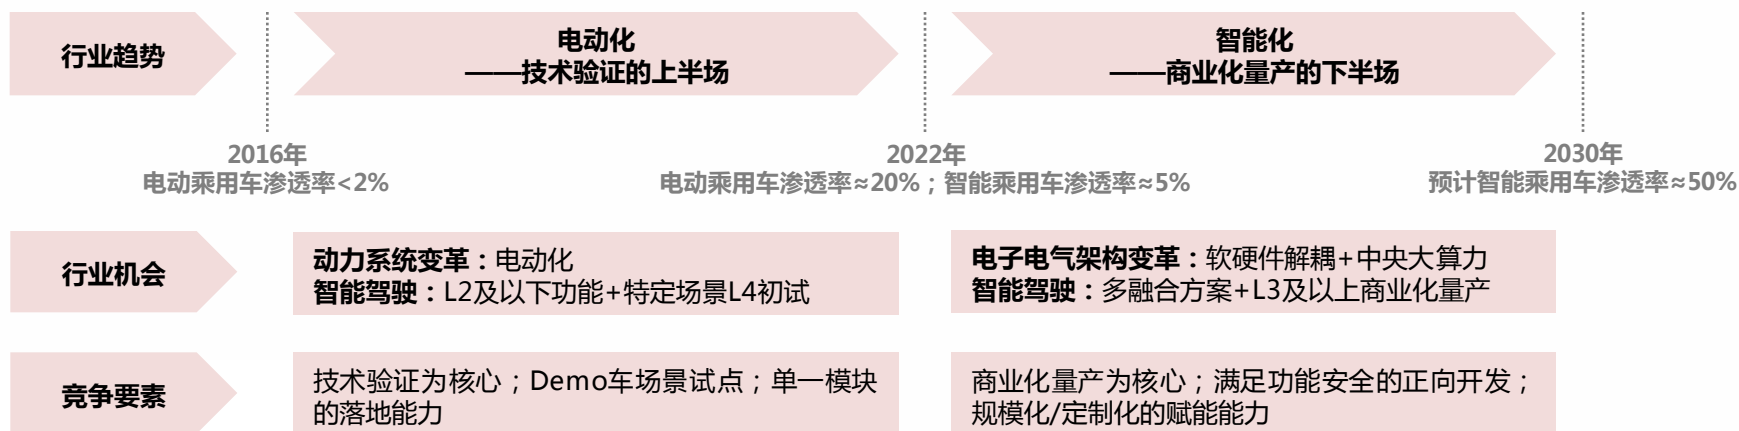 行业趋势
电动化
——技术验证的上半场
智能化
——商业化量产的下半场
2016年
电动乘用车渗透率<2%
2022年
电动乘用车渗透率≈20%；智能乘用车渗透率≈5%
2030年
预计智能乘用车渗透率≈50%
行业机会
动力系统变革：电动化
智能驾驶：L2及以下功能+特定场景L4初试
电子电气架构变革：软硬件解耦+中央大算力
智能驾驶：多融合方案+L3及以上商业化量产
竞争要素
技术验证为核心；Demo车场景试点；单一模块
的落地能力
商业化量产为核心；满足功能安全的正向开发；
规模化/定制化的赋能能力